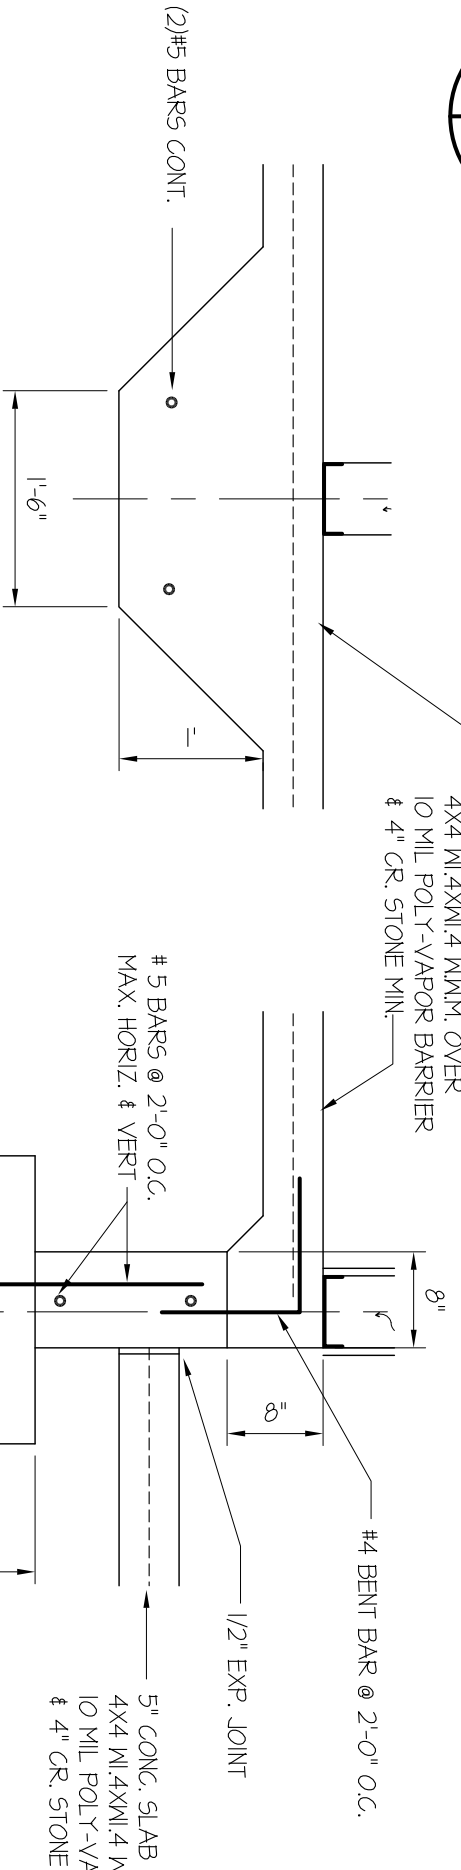 (2)#5 BARS CONT.
1'-6"
1'
4X4 W1.4XW1.4 W.W.M. OVER
10 MIL POLY-VAPOR BARRIER
& 4" CR. STONE MIN.
# 5 BARS @ 2'-0" O.C.
MAX. HORIZ. & VERT
8"
8"
#4 BENT BAR @ 2'-0" O.C.
1/2" EXP. JOINT
5" CONC. SLAB
4X4 W1.4XW1.4 W
10 MIL POLY-VA
& 4" CR. STONE